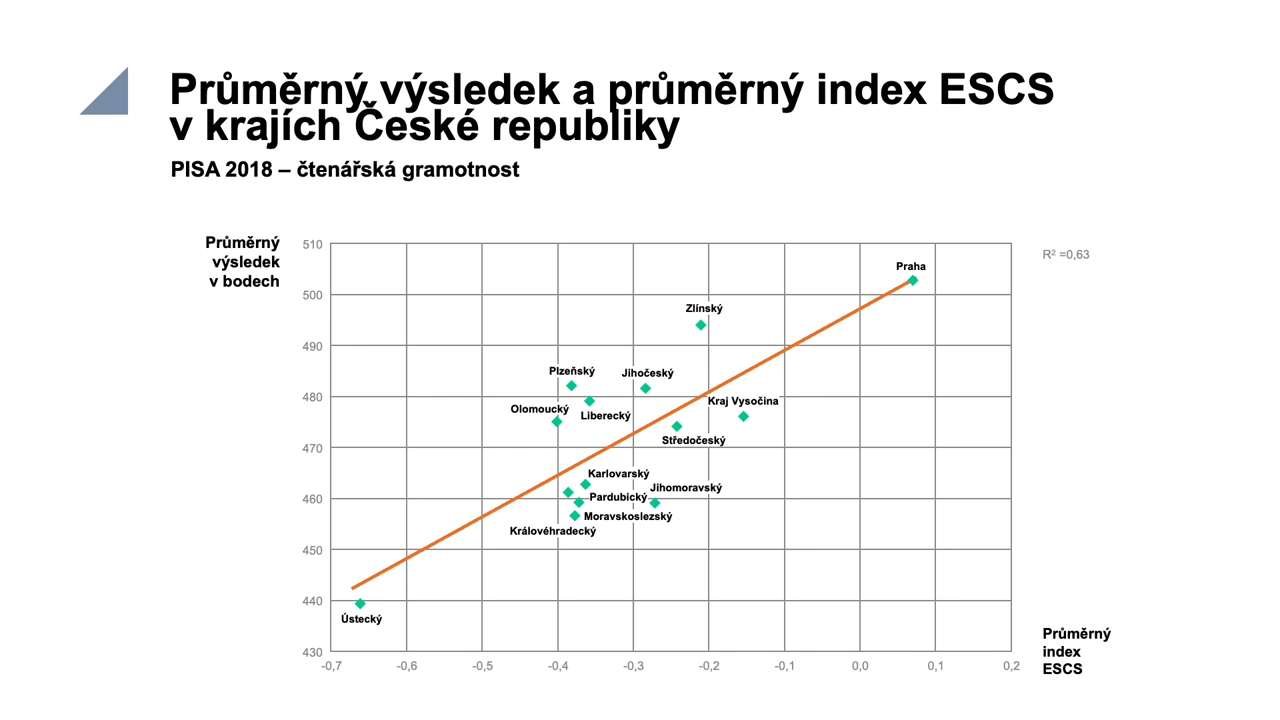 Průměrný výsledek a průměrný index ESCS
v krajích České republiky
PISA 2018 – čtenářská gramotnost
Průměrný
výsledek
v bodech
510
500
490
480
470
460
450
440
430
R² =0,63
Praha
Zlínský
Plzeňský
Jihočeský
Olomoucký
Liberecký
Kraj Vysočina
Středočeský
Karlovarský
Jihomoravský
Pardubický
Moravskoslezský
Královéhradecký
Ústecký
-0,7
-0,6
-0,5
-0,4
-0,3
-0,2
-0,1
0,0
0,1
0,2
Průměrný
index
ESCS